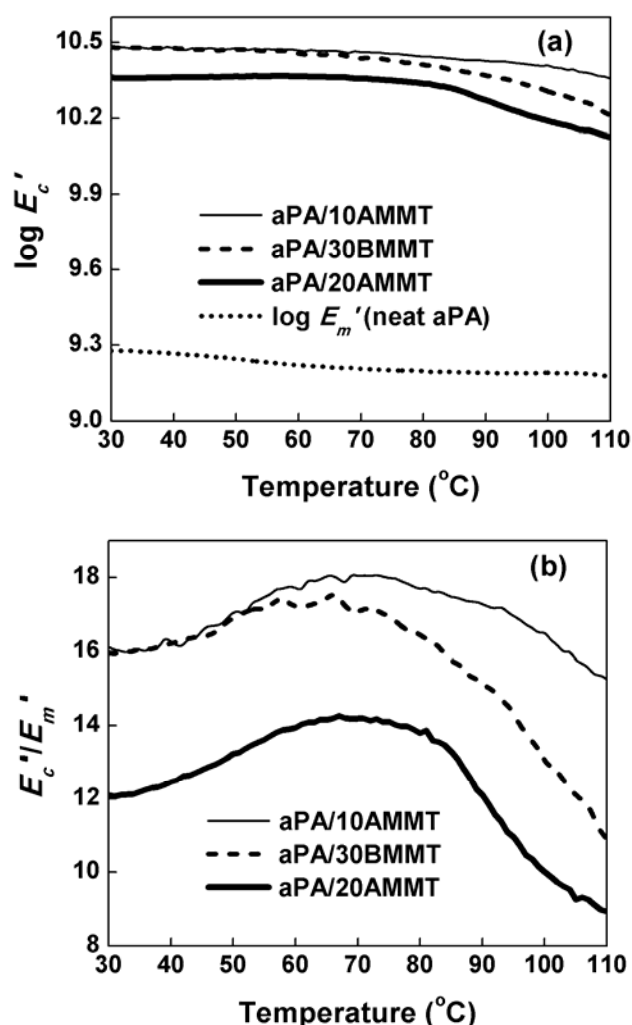 (a)
10.5
10.2
9.9
9.6
9.3
9.0
log E_c'
aPA/10AMMT
aPA/30BMMT
aPA/20AMMT
log E_m' (neat aPA)
30 40 50 60 70 80 90 100 110
Temperature (°C)
(b)
18
16
14
12
10
8
E_c'/E_m'
aPA/10AMMT
aPA/30BMMT
aPA/20AMMT
30 40 50 60 70 80 90 100 110
Temperature (°C)